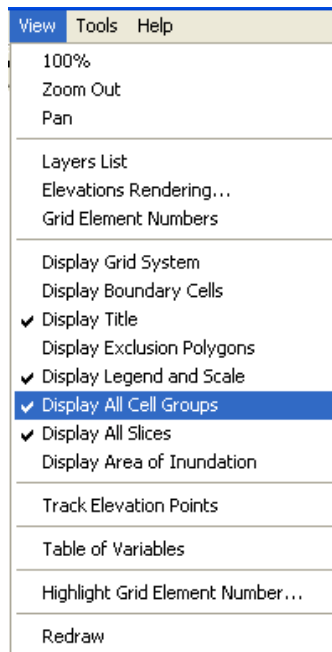 View Tools Help
100%
Zoom Out
Pan
Layers List
Elevations Rendering...
Grid Element Numbers
Display Grid System
Display Boundary Cells
Display Title
Display Exclusion Polygons
Display Legend and Scale
Display All Cell Groups
Display All Slices
Display Area of Inundation
Track Elevation Points
Table of Variables
Highlight Grid Element Number...
Redraw